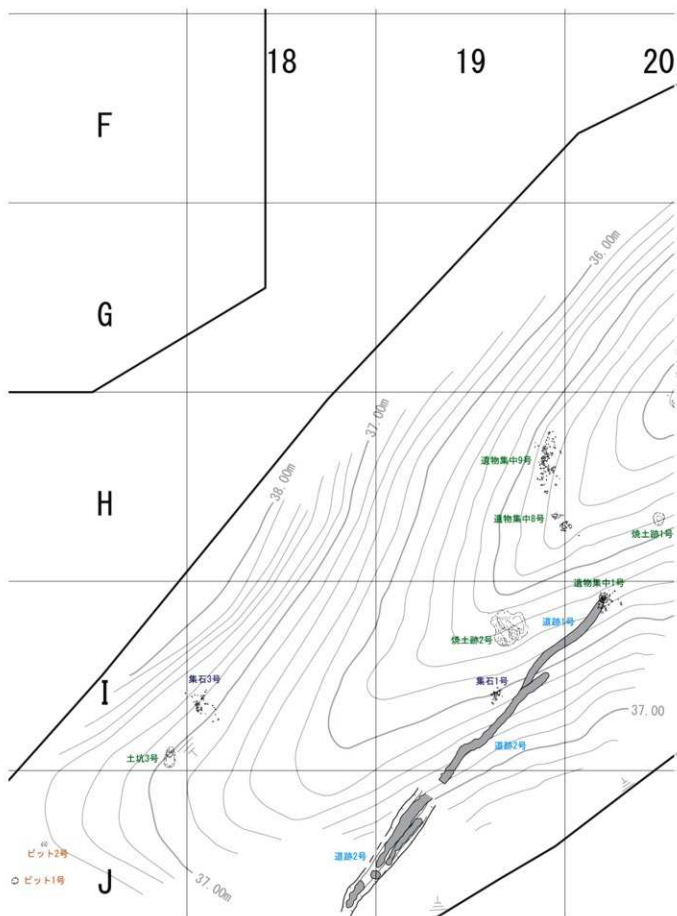 18
19
20
F
36.00m
G
37.00m
遺物集中9号
38.00m
H
遺物集中8号
焼土跡1号
遺物集中1号
道跡1号
焼土跡2号
集石3号
集石1号
I
37.00
道跡2号
土坑3号
ピット2号
道跡2号
ピット1号
J
37.00m